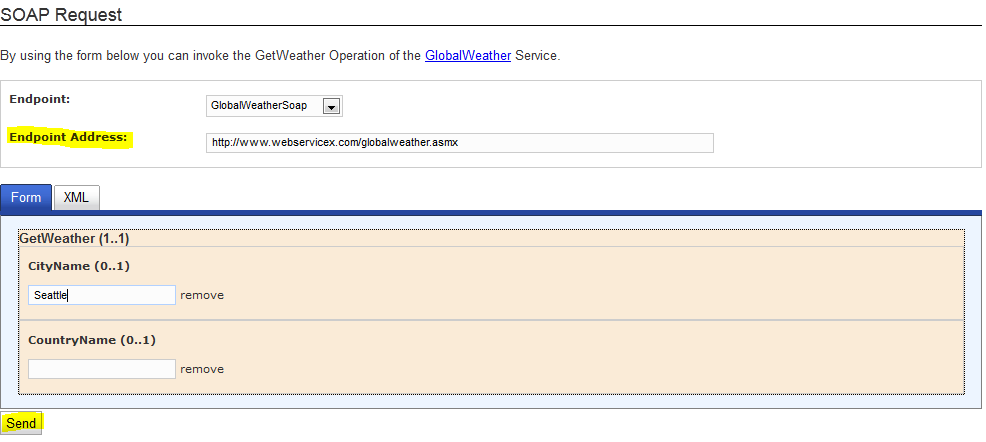 SOAP Request
By using the form below you can invoke the GetWeather Operation of the GlobalWeather Service.
Endpoint: GlobalWeatherSoap
Endpoint Address: http://www.webservicex.com/globalweather.asmx
Form XML
GetWeather (1..1)
CityName (0..1)
Seattle remove
CountryName (0..1)
remove
Send